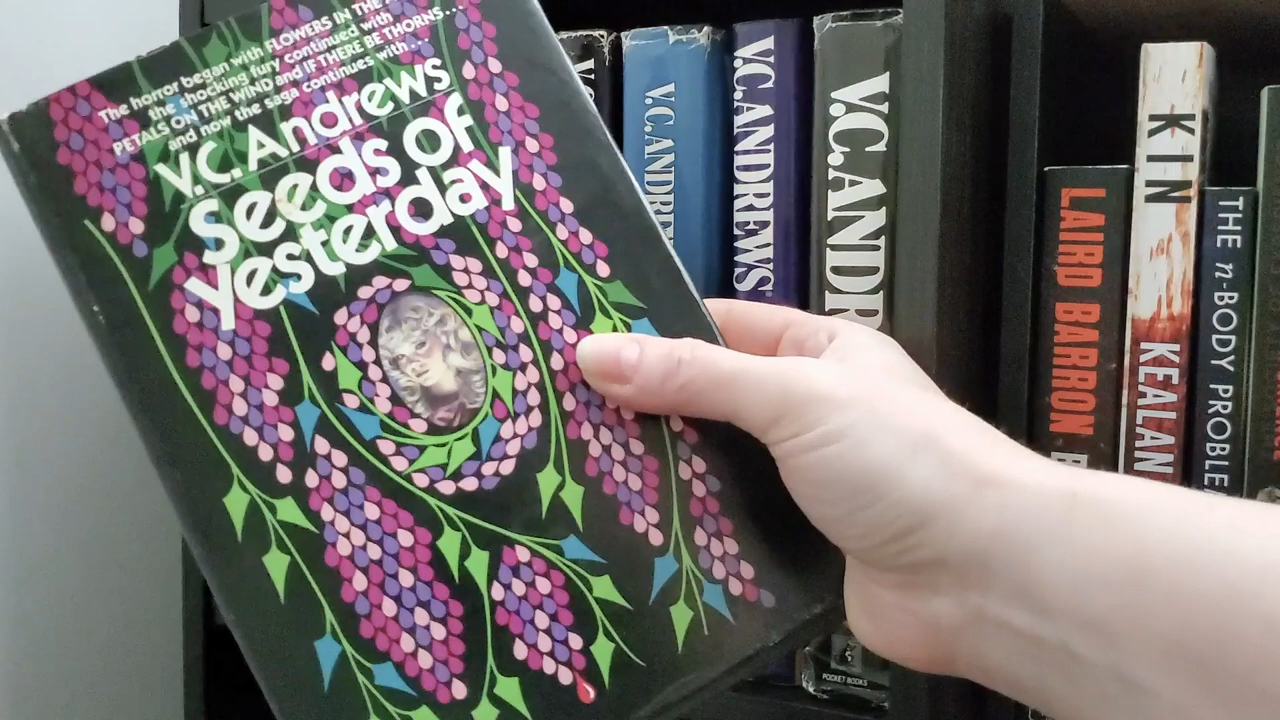 The horror began with FLOWERS IN THE
the shocking fury continued with
PETALS ON THE WIND and IF THERE BE THORNS...
and now the saga continues with...
V.C. Andrews
Seeds of
Yesterday
V.C. ANDREW
V.C. ANDREWS
V.C. ANDR
POCKET BOOKS
LAIRD BARRON
KIN
KEALAN
THE n-BODY PROBLE